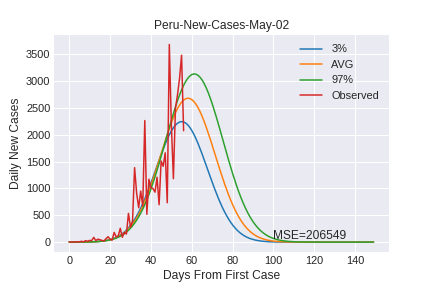 Peru-New-Cases-May-02
3%
AVG
97%
Observed
Daily New Cases
3500
3000
2500
2000
1500
1000
500
0
MSE=206549
0 20 40 60 80 100 120 140
Days From First Case